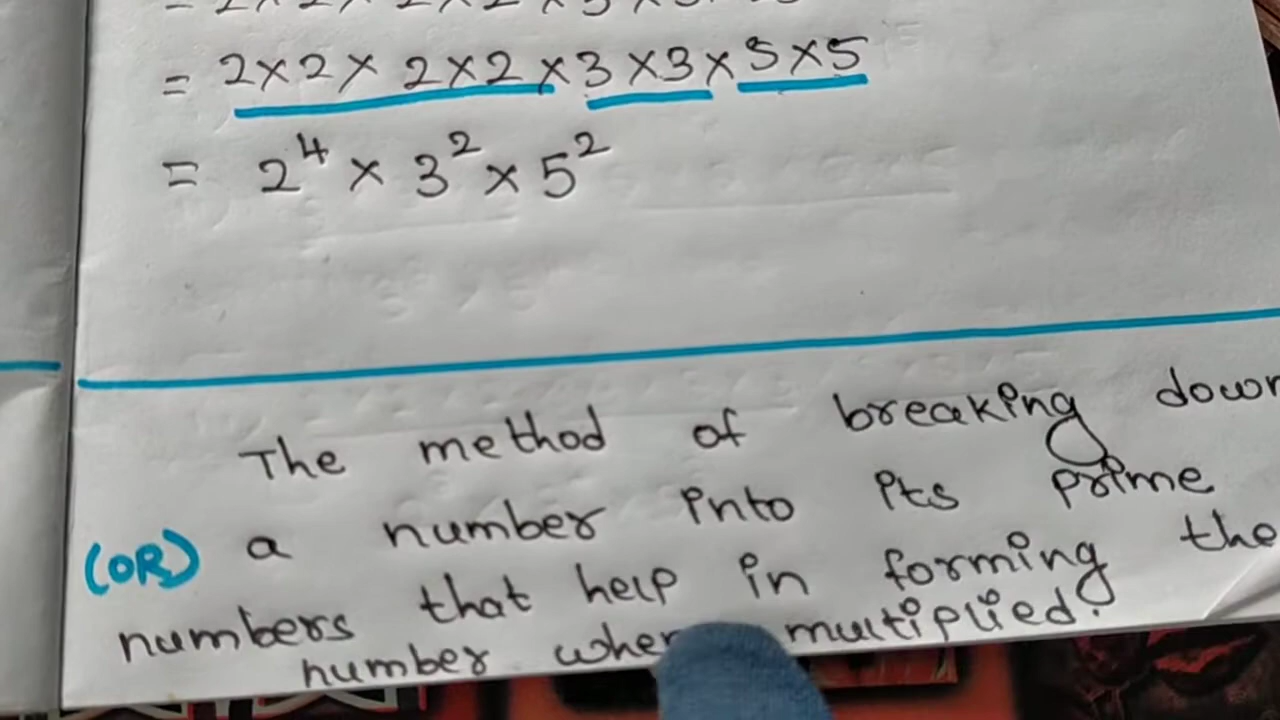 = 2×2× 2×2×3×3×5×5
= 2⁴ × 3² × 5²
The method of breaking down
(OR) a number into its prime
numbers that help in forming the
number when multiplied.